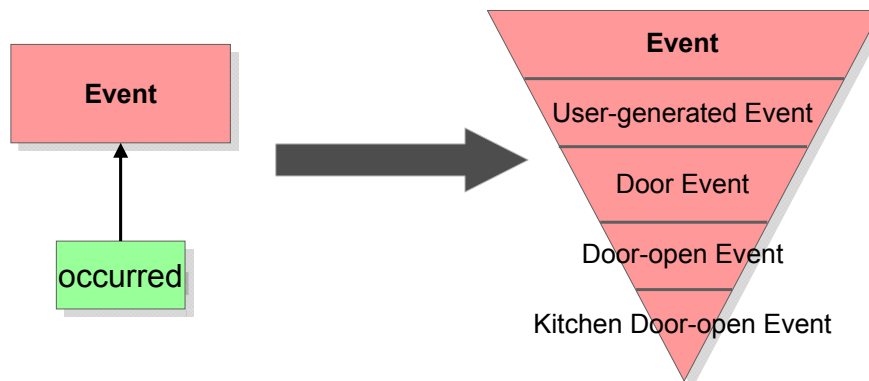 Event
occurred
Event
User-generated Event
Door Event
Door-open Event
Kitchen Door-open Event